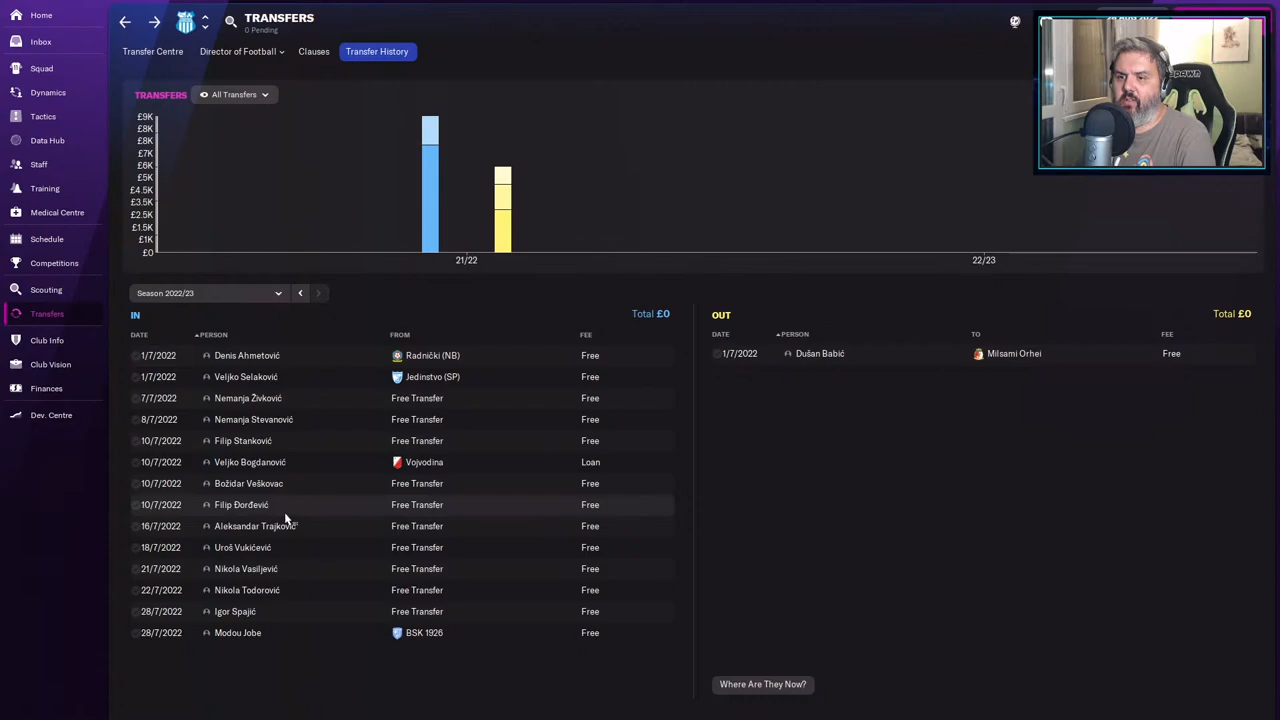 Home
Inbox
Squad
Dynamics
Tactics
Data Hub
Staff
Training
Medical Centre
Schedule
Competitions
Scouting
Transfers
Club Info
Club Vision
Finances
Dev. Centre
TRANSFERS
0 Pending
Transfer Centre Director of Football Clauses Transfer History
TRANSFERS All Transfers
£9K
£8K
£8K
£7K
£6K
£5K
£4.5K
£3.5K
£2.5K
£1.5K
£1K
£0
21/22 22/23
Season 2022/23
IN Total £0
DATE PERSON FROM FEE
1/7/2022 Denis Ahmetović Radnički (NB) Free
1/7/2022 Veljko Selaković Jedinstvo (SP) Free
7/7/2022 Nemanja Živković Free Transfer Free
8/7/2022 Nemanja Stevanović Free Transfer Free
10/7/2022 Filip Stanković Free Transfer Free
10/7/2022 Veljko Bogdanović Vojvodina Loan
10/7/2022 Božidar Veškovac Free Transfer Free
10/7/2022 Filip Đorđević Free Transfer Free
16/7/2022 Aleksandar Trajković Free Transfer Free
18/7/2022 Uroš Vukićević Free Transfer Free
21/7/2022 Nikola Vasiljević Free Transfer Free
22/7/2022 Nikola Todorović Free Transfer Free
28/7/2022 Igor Spajić Free Transfer Free
28/7/2022 Modou Jobe BSK 1926 Free
OUT Total £0
DATE PERSON TO FEE
1/7/2022 Dušan Babić Milsami Orhei Free
Where Are They Now?